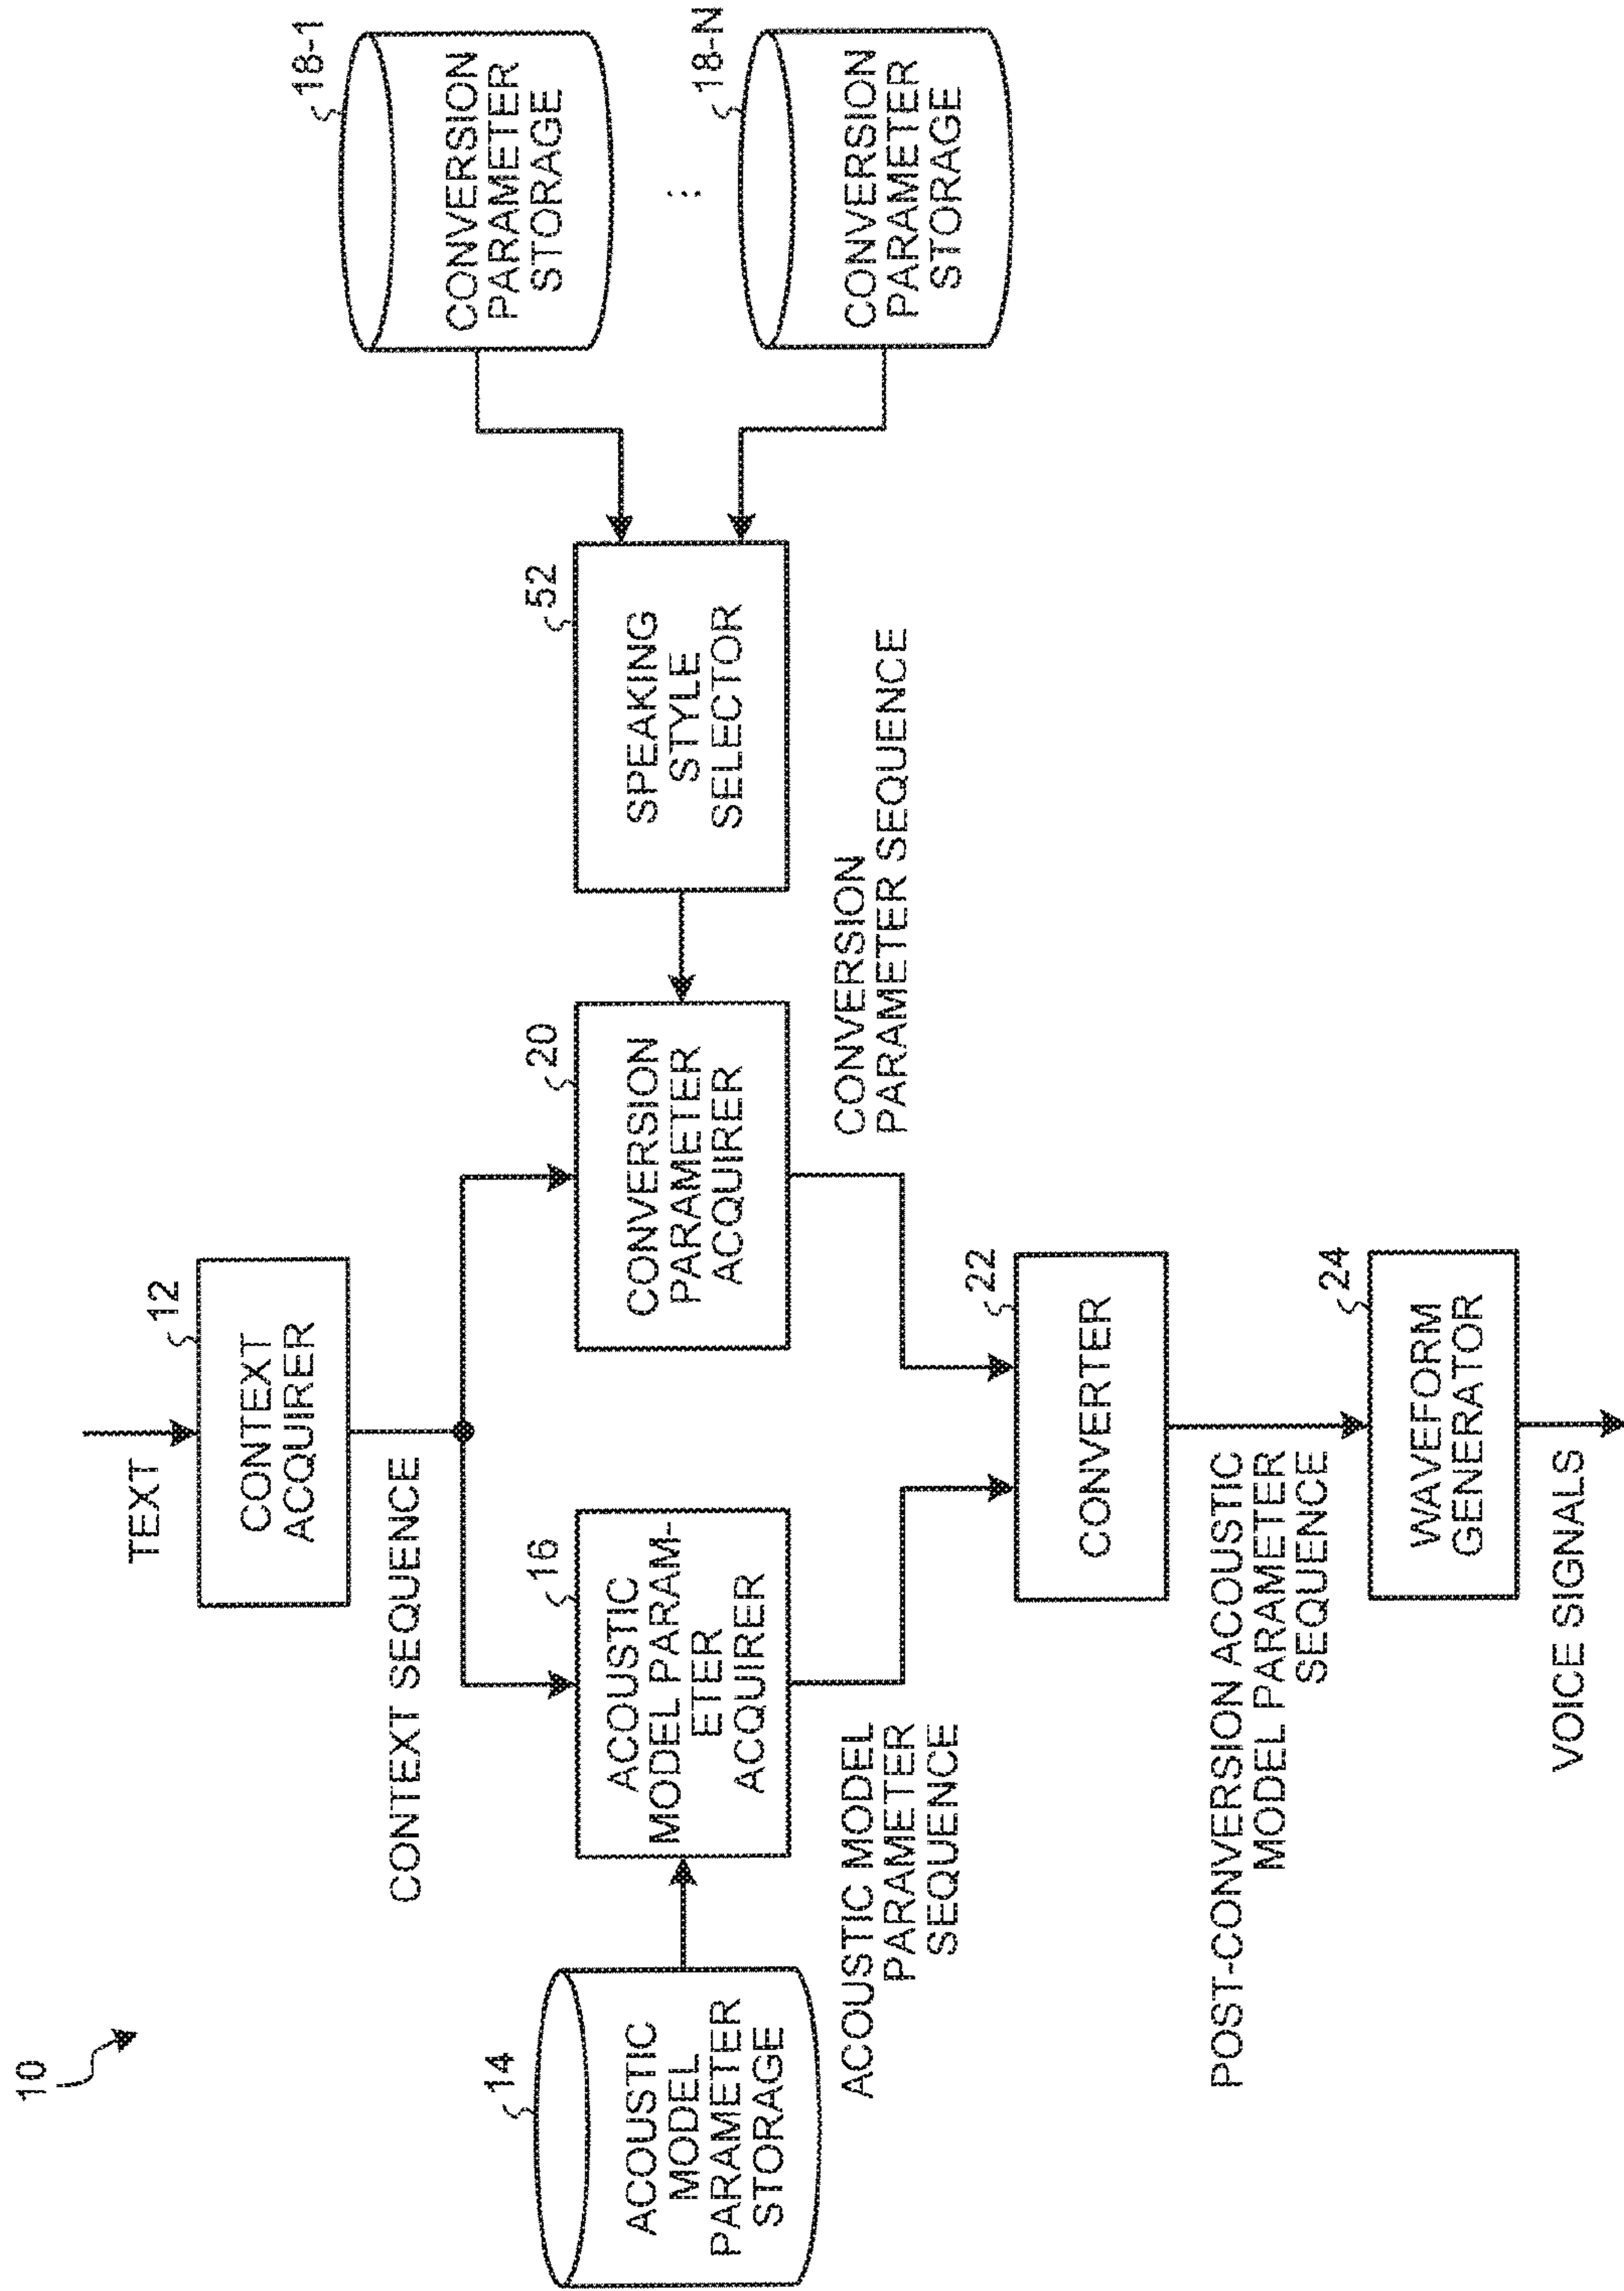 10
TEXT
12
CONTEXT
ACQUIRER
CONTEXT SEQUENCE
14
ACOUSTIC
MODEL
PARAMETER
STORAGE
16
ACOUSTIC
MODEL PARAM-
ETER
ACQUIRER
20
CONVERSION
PARAMETER
ACQUIRER
52
SPEAKING
STYLE
SELECTOR
18-1
CONVERSION
PARAMETER
STORAGE
...
18-N
CONVERSION
PARAMETER
STORAGE
ACOUSTIC MODEL
PARAMETER
SEQUENCE
CONVERSION
PARAMETER SEQUENCE
22
CONVERTER
POST-CONVERSION ACOUSTIC
MODEL PARAMETER
SEQUENCE
24
WAVEFORM
GENERATOR
VOICE SIGNALS